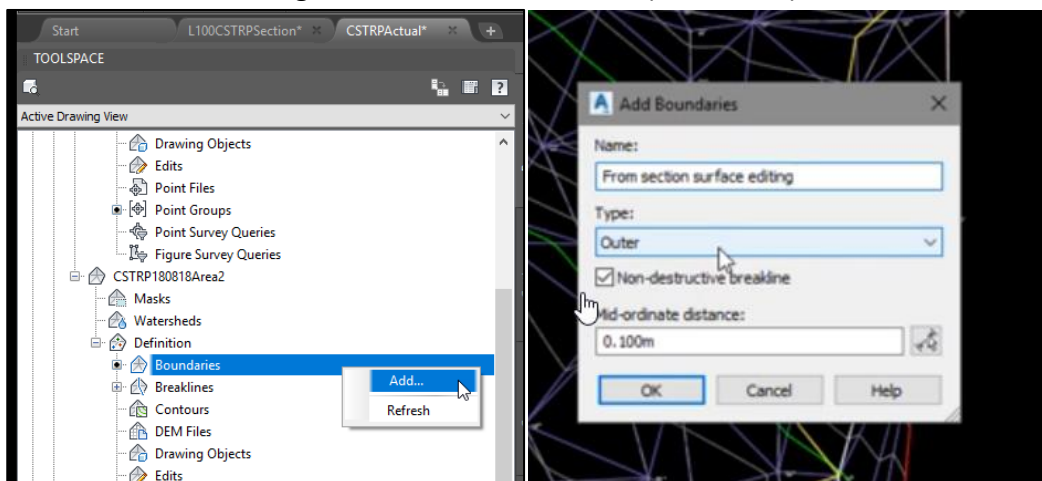 Start
L100CSTRPSection*
CSTRPActual*
TOOLSPACE
Active Drawing View
Drawing Objects
Edits
Point Files
Point Groups
Point Survey Queries
Figure Survey Queries
CSTRP180818Area2
Masks
Watersheds
Definition
Boundaries
Breaklines
Contours
DEM Files
Drawing Objects
Edits
Add...
Refresh
Add Boundaries
Name:
From section surface editing
Type:
Outer
Non-destructive breakline
Mid-ordinate distance:
0.100m
OK Cancel Help